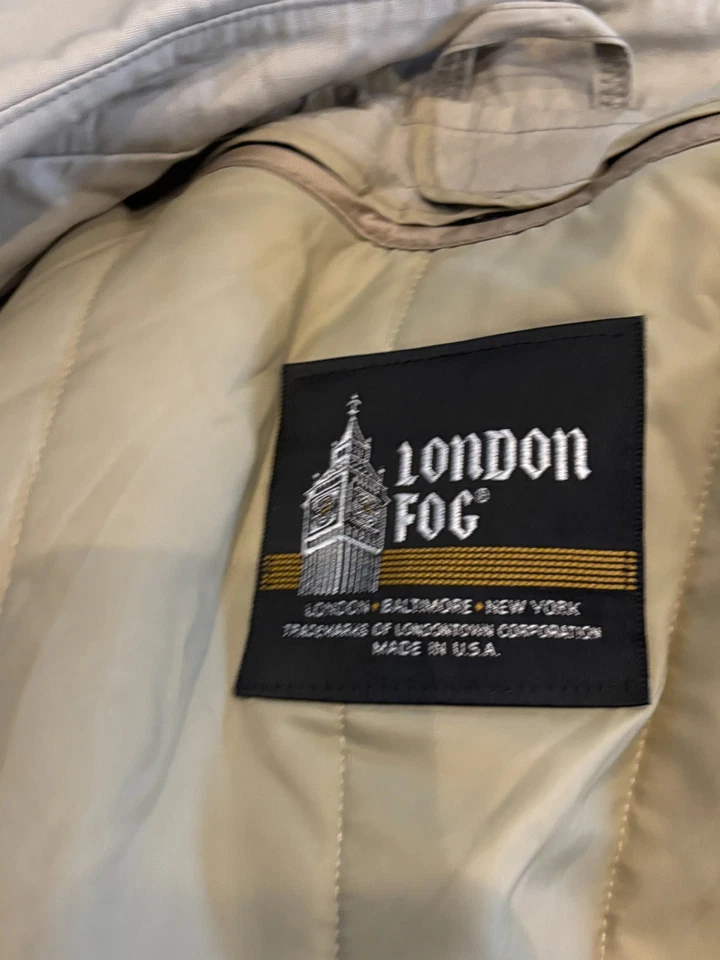 LONDON
FOG®
LONDON • BALTIMORE • NEW YORK
TRADEMARKS OF LONDONTOWN CORPORATION
MADE IN U.S.A.